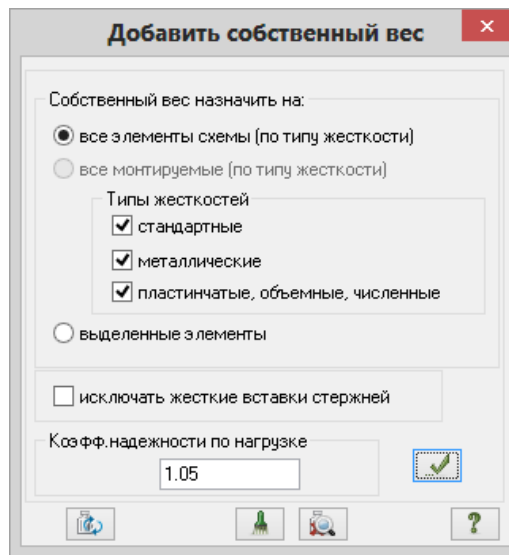 Добавить собственный вес
Собственный вес назначить на:
все элементы схемы (по типу жесткости)
все монтируемые (по типу жесткости)
Типы жесткостей
стандартные
металлические
пластинчатые, объемные, численные
выделенные элементы
исключать жесткие вставки стержней
Коэфф.надежности по нагрузке
1.05
?